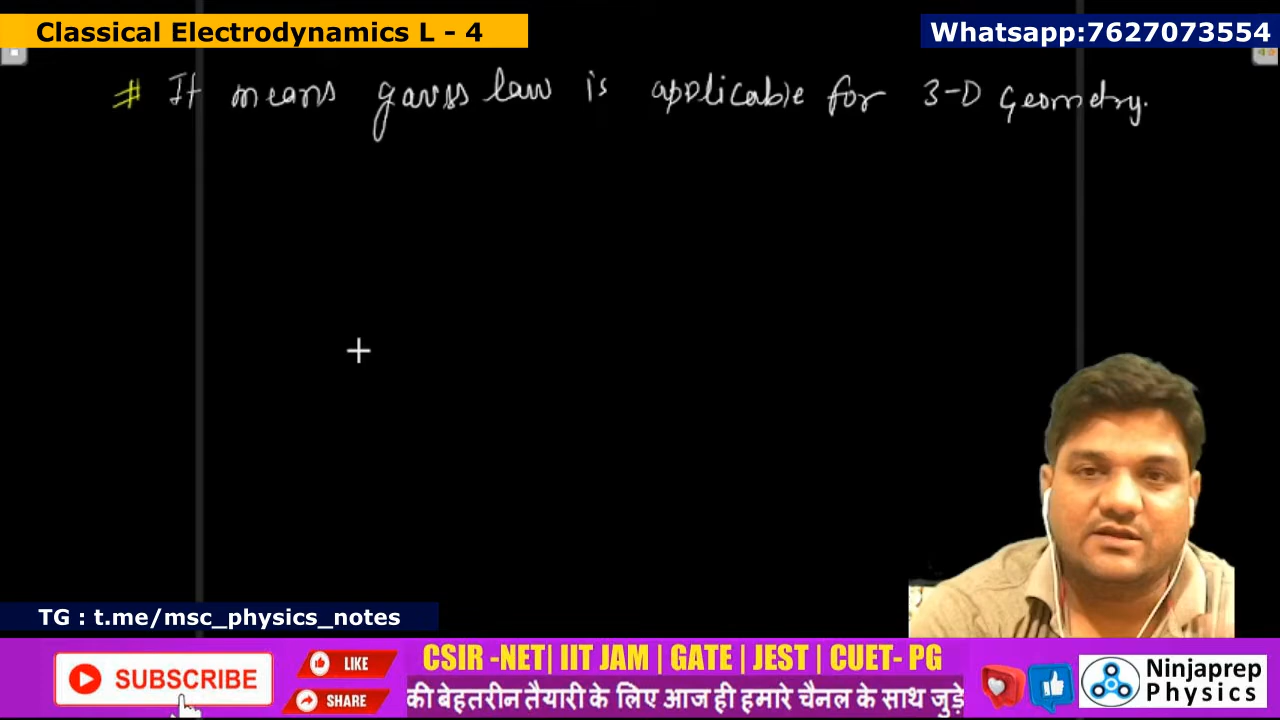 Classical Electrodynamics L - 4
Whatsapp:7627073554
# It means gauss law is applicable for 3-D Geometry.
TG : t.me/msc_physics_notes
SUBSCRIBE
LIKE
SHARE
CSIR -NET| IIT JAM | GATE | JEST | CUET- PG
की बेहतरीन तैयारी के लिए आज ही हमारे चैनल के साथ जुड़े
Ninjaprep
Physics